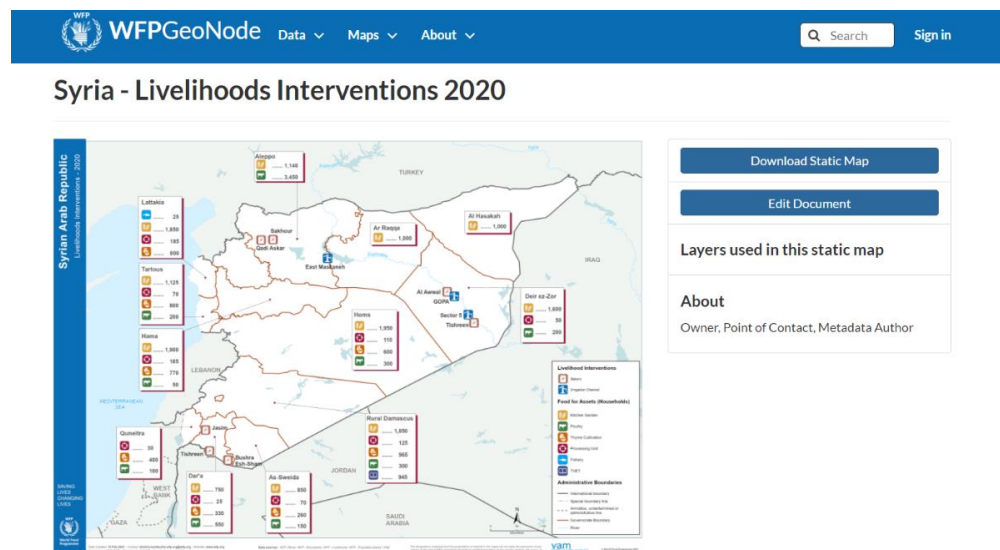 WFP
WFPGeoNode Data Maps About Search Sign in
Syria - Livelihoods Interventions 2020
Download Static Map
Edit Document
Layers used in this static map
About
Owner, Point of Contact, Metadata Author
Syrian Arab Republic
Livelihoods Interventions - 2020
SAVING
LIVES
CHANGING
LIVES
WFP
World Food
Programme
TURKEY
IRAQ
LEBANON
MEDITERRANEAN
SEA
JORDAN
SAUDI
ARABIA
WEST
BANK
GAZA
Aleppo
1,140
3,450
Lattakia
25
1,850
185
600
Tartous
1,125
70
800
200
Hama
1,900
185
770
50
Homs
1,950
110
600
300
Ar Raqqa
1,000
Al Hasakah
1,000
Deir ez-Zor
1,600
50
200
Rural Damascus
1,850
125
965
300
945
Quneitra
30
400
100
Dar'a
750
25
330
550
As-Sweida
850
70
260
150
Sakhour
Qadi Askar
East Maskaneh
Al Awwal
GOPA
Sector 5
Tishreen
Jasim
Tishreen
Bushra
Esh-Sham
Livelihood Interventions
Bakery
Irrigation Channel
Food for Assets (Households)
Kitchen Garden
Poultry
Thyme Cultivation
Processing Unit
Fishery
Administrative Boundaries
International boundary
Governorate Boundary
River
N
vam